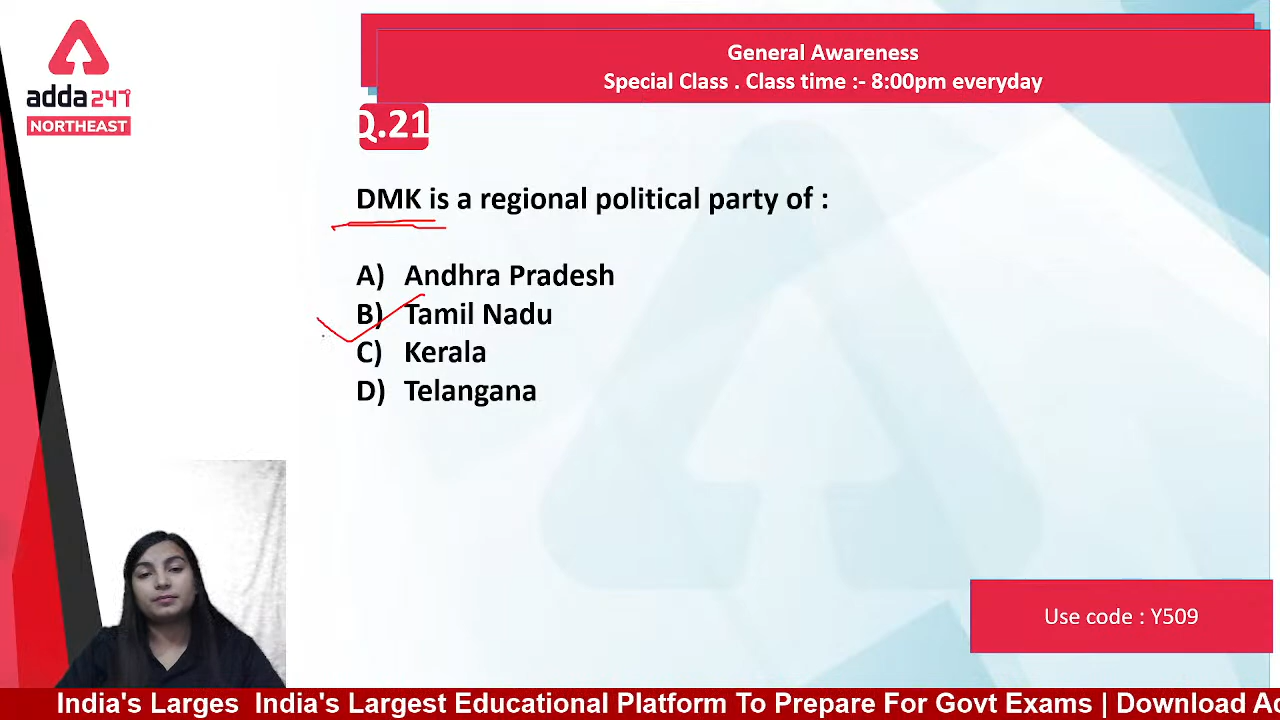 adda247
NORTHEAST
General Awareness
Special Class . Class time :- 8:00pm everyday
Q.21
DMK is a regional political party of :
A) Andhra Pradesh
B) Tamil Nadu
C) Kerala
D) Telangana
Use code : Y509
India's Larges India's Largest Educational Platform To Prepare For Govt Exams | Download Ad